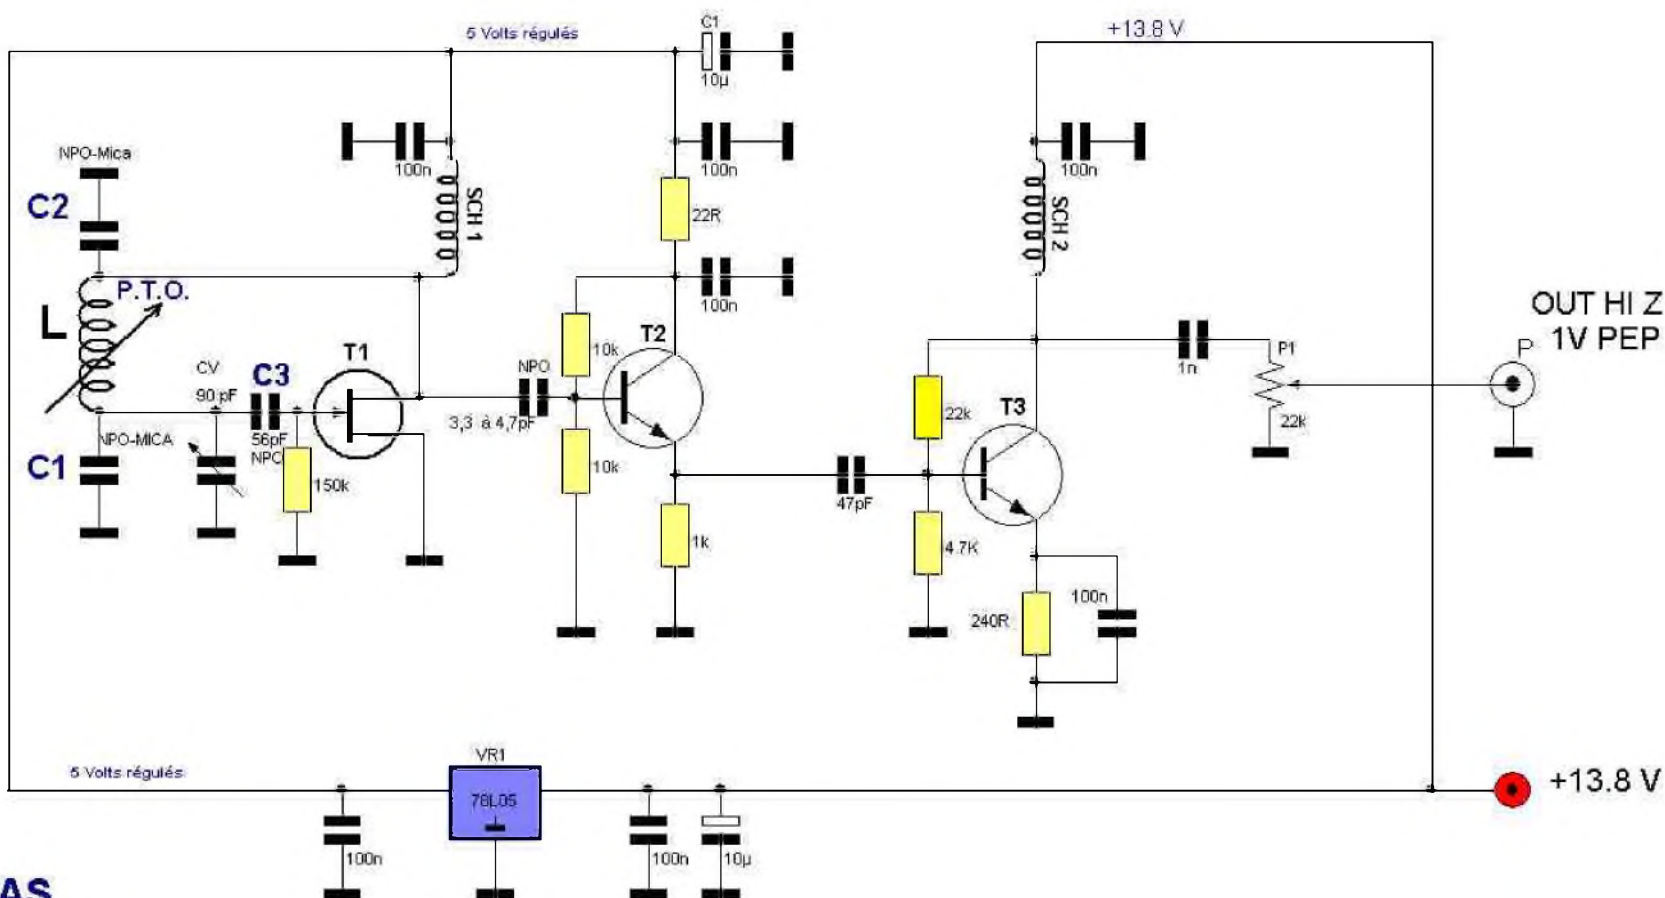 5 Volts régulés
C1
10µ
+13.8 V
NPO-Mica
100n
100n
100n
C2
SCH 1
22R
SCH 2
P.T.O.
100n
L
OUT HI Z
1V PEP
T1
10k
T2
P
P1
CV
C3
NPO
1n
90 pF
22k
T3
3,3 à 4,7pF
22k
NPO-MICA
56pF
NPO
C1
150k
10k
47pF
1k
4.7K
100n
240R
VR1
5 Volts régulés
78L05
+13.8 V
100n
100n
10µ
AS